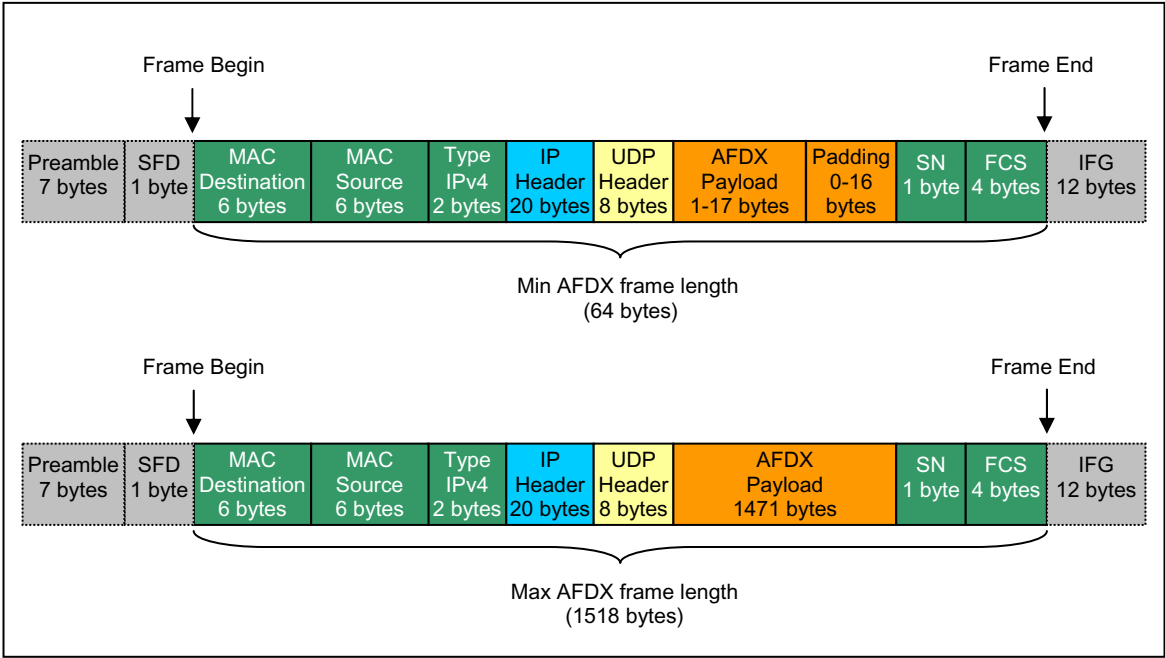 Frame Begin
Frame End
Preamble
7 bytes
SFD
1 byte
MAC
Destination
6 bytes
MAC
Source
6 bytes
Type
IPv4
2 bytes
IP
Header
20 bytes
UDP
Header
8 bytes
AFDX
Payload
1-17 bytes
Padding
0-16
bytes
SN
1 byte
FCS
4 bytes
IFG
12 bytes
Min AFDX frame length
(64 bytes)
Frame Begin
Frame End
Preamble
7 bytes
SFD
1 byte
MAC
Destination
6 bytes
MAC
Source
6 bytes
Type
IPv4
2 bytes
IP
Header
20 bytes
UDP
Header
8 bytes
AFDX
Payload
1471 bytes
SN
1 byte
FCS
4 bytes
IFG
12 bytes
Max AFDX frame length
(1518 bytes)